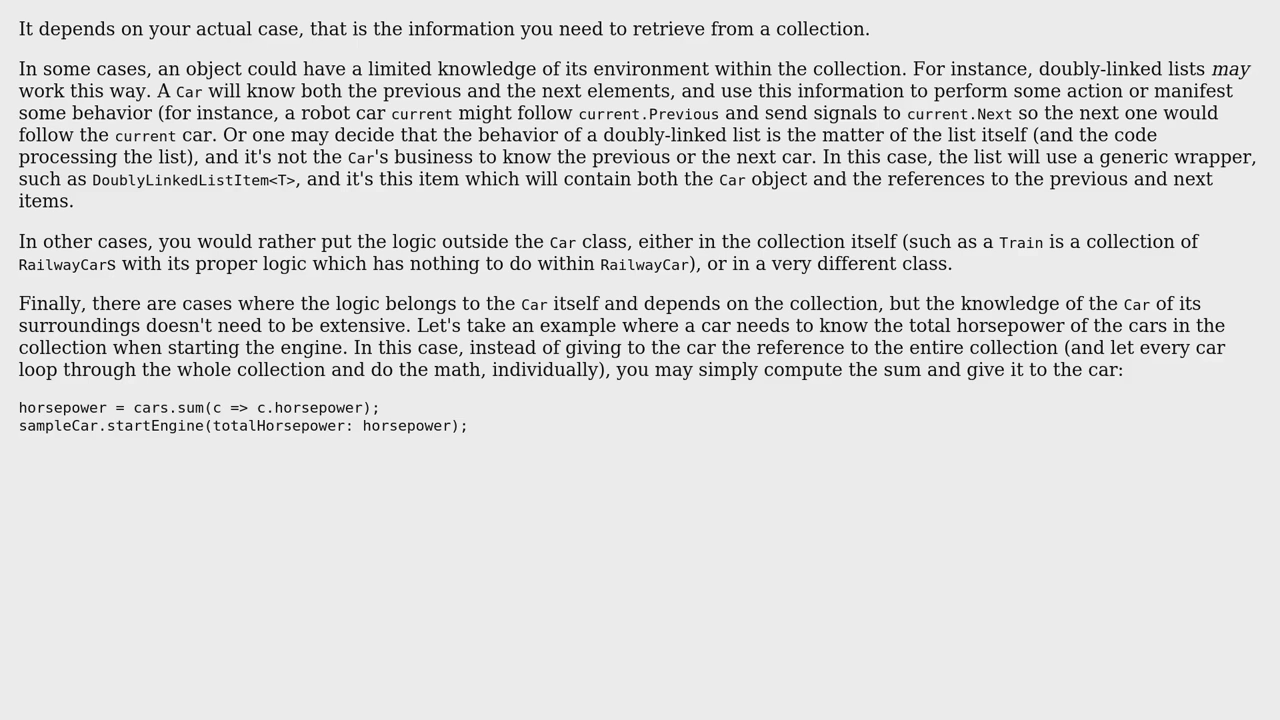 It depends on your actual case, that is the information you need to retrieve from a collection.
In some cases, an object could have a limited knowledge of its environment within the collection. For instance, doubly-linked lists may
work this way. A Car will know both the previous and the next elements, and use this information to perform some action or manifest
some behavior (for instance, a robot car current might follow current.Previous and send signals to current.Next so the next one would
follow the current car. Or one may decide that the behavior of a doubly-linked list is the matter of the list itself (and the code
processing the list), and it's not the Car's business to know the previous or the next car. In this case, the list will use a generic wrapper,
such as DoublyLinkedListItem<T>, and it's this item which will contain both the Car object and the references to the previous and next
items.
In other cases, you would rather put the logic outside the Car class, either in the collection itself (such as a Train is a collection of
RailwayCars with its proper logic which has nothing to do within RailwayCar), or in a very different class.
Finally, there are cases where the logic belongs to the Car itself and depends on the collection, but the knowledge of the Car of its
surroundings doesn't need to be extensive. Let's take an example where a car needs to know the total horsepower of the cars in the
collection when starting the engine. In this case, instead of giving to the car the reference to the entire collection (and let every car
loop through the whole collection and do the math, individually), you may simply compute the sum and give it to the car:
horsepower = cars.sum(c => c.horsepower);
sampleCar.startEngine(totalHorsepower: horsepower);